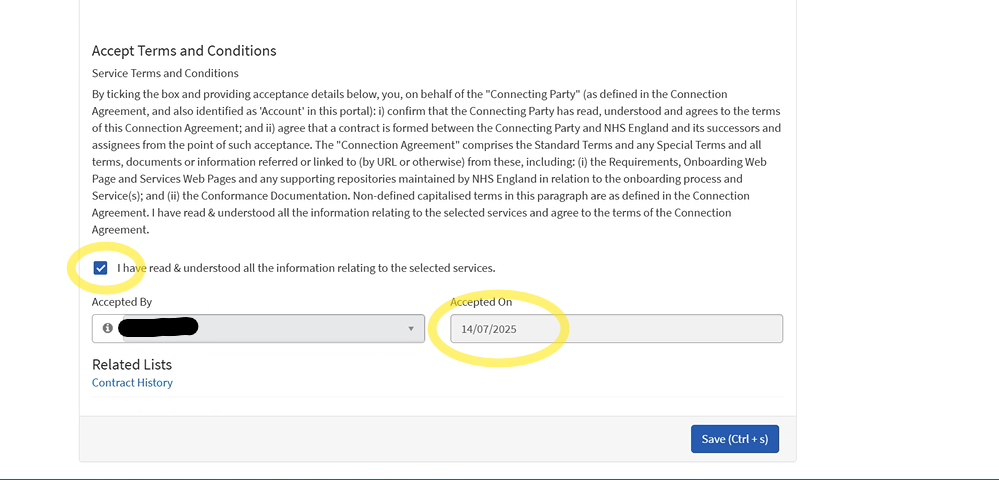 Accept Terms and Conditions
Service Terms and Conditions
By ticking the box and providing acceptance details below, you, on behalf of the "Connecting Party" (as defined in the Connection
Agreement, and also identified as 'Account' in this portal): i) confirm that the Connecting Party has read, understood and agrees to the terms
of this Connection Agreement; and ii) agree that a contract is formed between the Connecting Party and NHS England and its successors and
assignees from the point of such acceptance. The "Connection Agreement" comprises the Standard Terms and any Special Terms and all
terms, documents or information referred or linked to (by URL or otherwise) from these, including: (i) the Requirements, Onboarding Web
Page and Services Web Pages and any supporting repositories maintained by NHS England in relation to the onboarding process and
Service(s); and (ii) the Conformance Documentation. Non-defined capitalised terms in this paragraph are as defined in the Connection
Agreement. I have read & understood all the information relating to the selected services and agree to the terms of the Connection
Agreement.
I have read & understood all the information relating to the selected services.
Accepted By
Accepted On
14/07/2025
Related Lists
Contract History
Save (Ctrl + s)